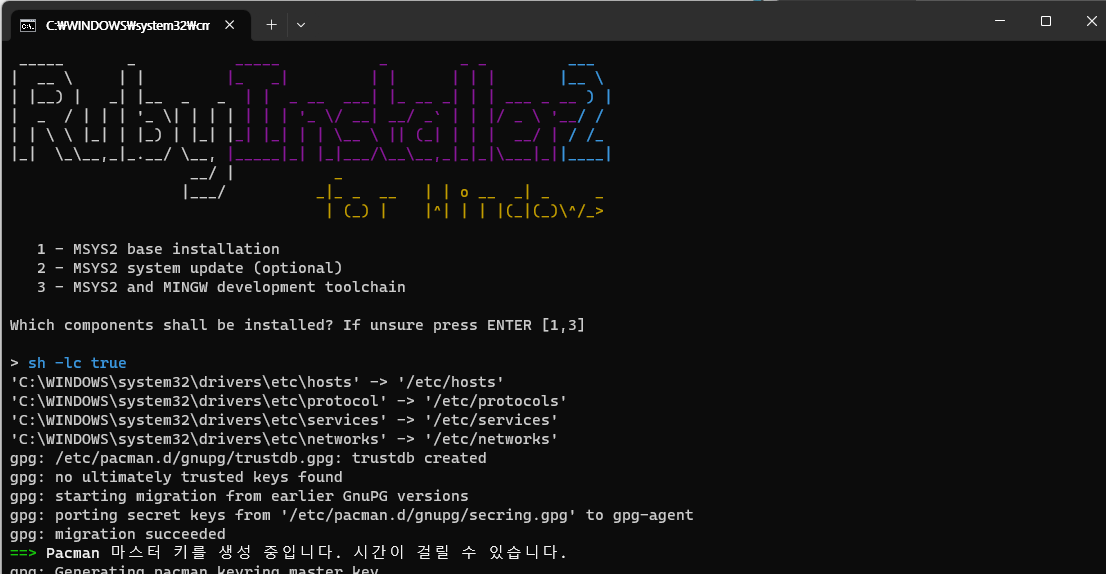 C:₩WINDOWS₩system32₩cm
RubyInstaller2
for Windows
1 - MSYS2 base installation
2 - MSYS2 system update (optional)
3 - MSYS2 and MINGW development toolchain
Which components shall be installed? If unsure press ENTER [1,3]
> sh -lc true
'C:\WINDOWS\system32\drivers\etc\hosts' -> '/etc/hosts'
'C:\WINDOWS\system32\drivers\etc\protocol' -> '/etc/protocols'
'C:\WINDOWS\system32\drivers\etc\services' -> '/etc/services'
'C:\WINDOWS\system32\drivers\etc\networks' -> '/etc/networks'
gpg: /etc/pacman.d/gnupg/trustdb.gpg: trustdb created
gpg: no ultimately trusted keys found
gpg: starting migration from earlier GnuPG versions
gpg: porting secret keys from '/etc/pacman.d/gnupg/secring.gpg' to gpg-agent
gpg: migration succeeded
==> Pacman 마스터 키를 생성 중입니다. 시간이 걸릴 수 있습니다.
gpg: Generating pacman keyring master key